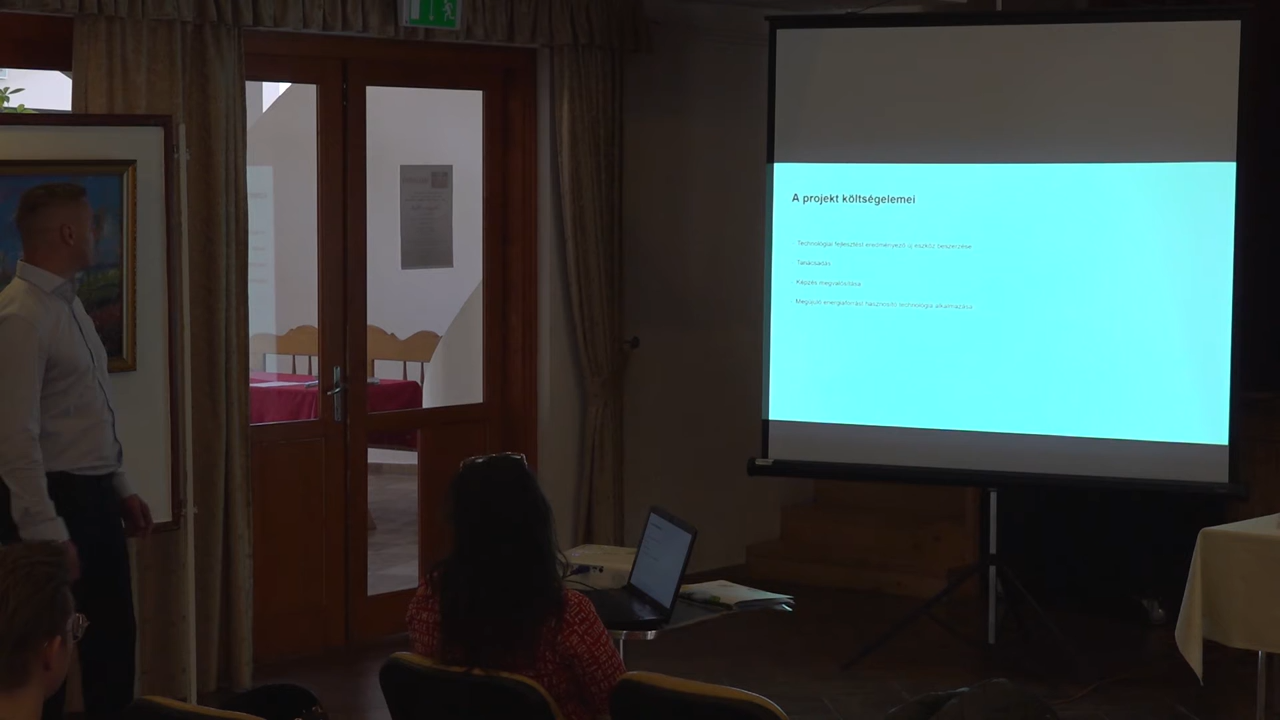 A projekt költségelemei
- Technológiai fejlesztést eredményező új eszköz beszerzése
- Tanácsadás
- Képzés megvalósítása
- Megújuló energiaforrást hasznosító technológia alkalmazása